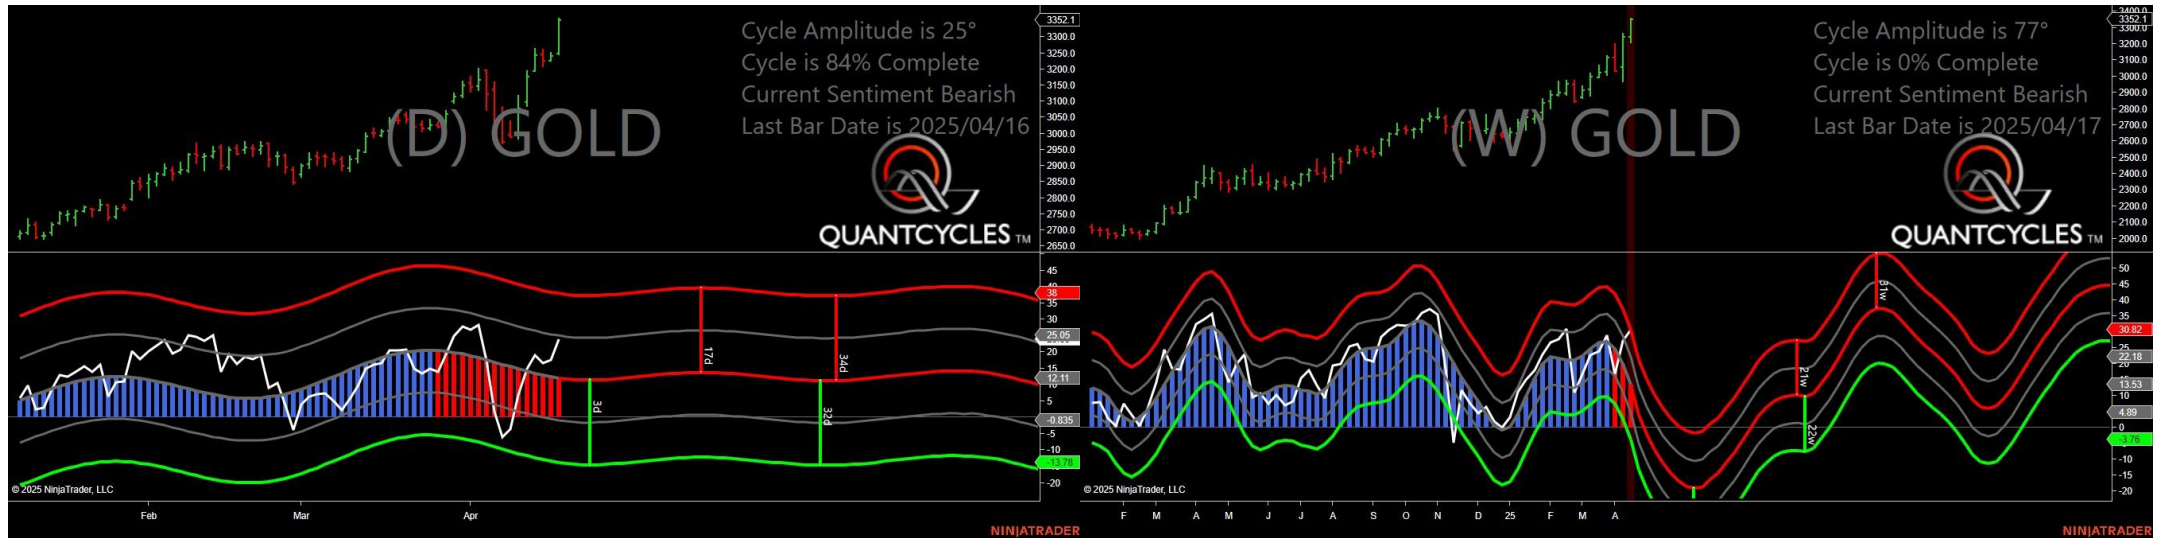 Cycle Amplitude is 25°
Cycle is 84% Complete
Current Sentiment Bearish
Last Bar Date is 2025/04/16
(D) GOLD
QUANTCYCLES TM
3352.1
3300.0
3250.0
3200.0
3150.0
3100.0
3050.0
3000.0
2950.0
2900.0
2850.0
2800.0
2750.0
2700.0
2650.0
45
38
35
30
25.05
20
15
12.11
5
-0.835
-5
-10
-13.78
-20
17d
34d
3d
32d
© 2025 NinjaTrader, LLC
Feb Mar Apr
NINJATRADER
Cycle Amplitude is 77°
Cycle is 0% Complete
Current Sentiment Bearish
Last Bar Date is 2025/04/17
(W) GOLD
QUANTCYCLES TM
3400.0
3352.1
3200.0
3100.0
3000.0
2900.0
2700.0
2600.0
2500.0
2400.0
2300.0
2200.0
2100.0
2000.0
50
45
40
35
30.82
25
22.18
13.53
10
4.89
0
-3.76
-10
-15
-20
31w
21w
22w
© 2025 NinjaTrader, LLC
F M A M J J A S O N D 25 F M A
NINJATRADER